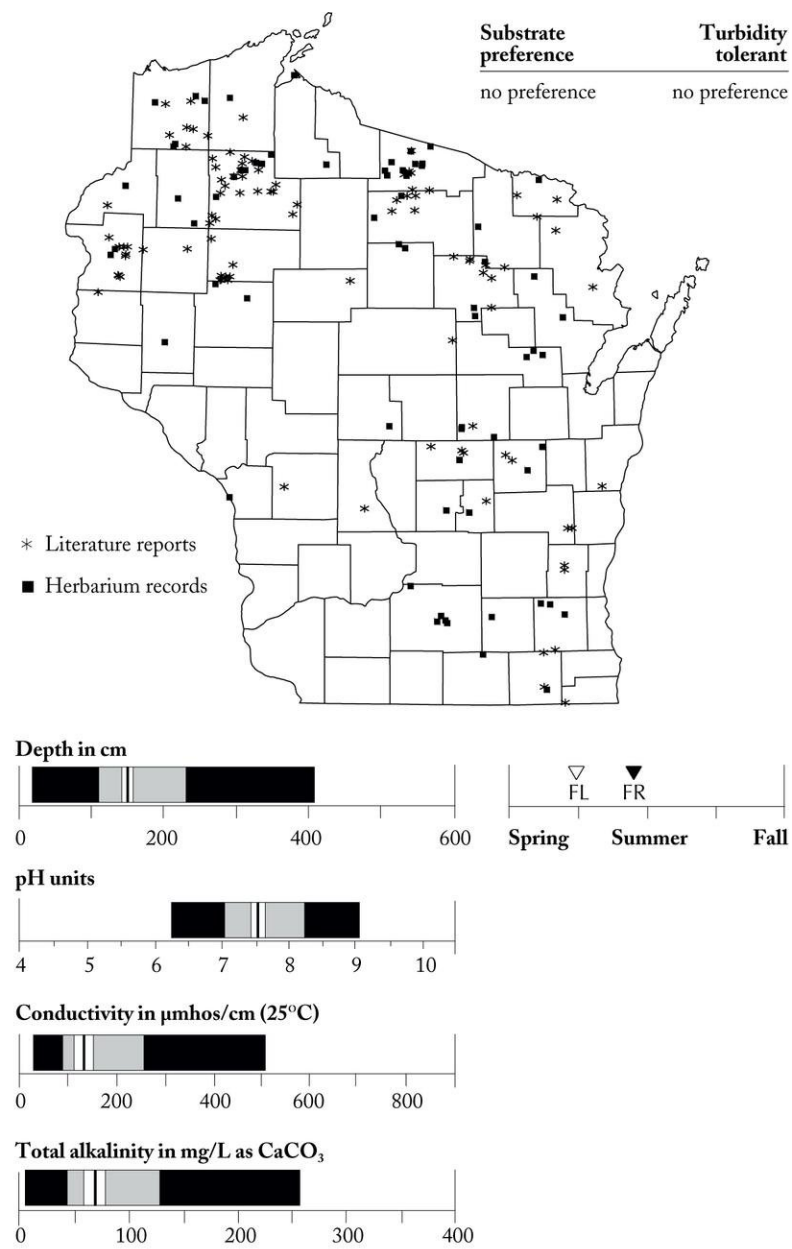 Substrate preference
Turbidity tolerant
no preference
no preference
* Literature reports
■ Herbarium records
Depth in cm
0 200 400 600
FL FR
Spring Summer Fall
pH units
4 5 6 7 8 9 10
Conductivity in µmhos/cm (25°C)
0 200 400 600 800
Total alkalinity in mg/L as CaCO₃
0 100 200 300 400